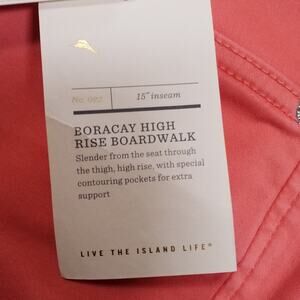 No. 092
15" inseam
BORACAY HIGH
RISE BOARDWALK
Slender from the seat through
the thigh, high rise, with special
contouring pockets for extra
support
LIVE THE ISLAND LIFE®